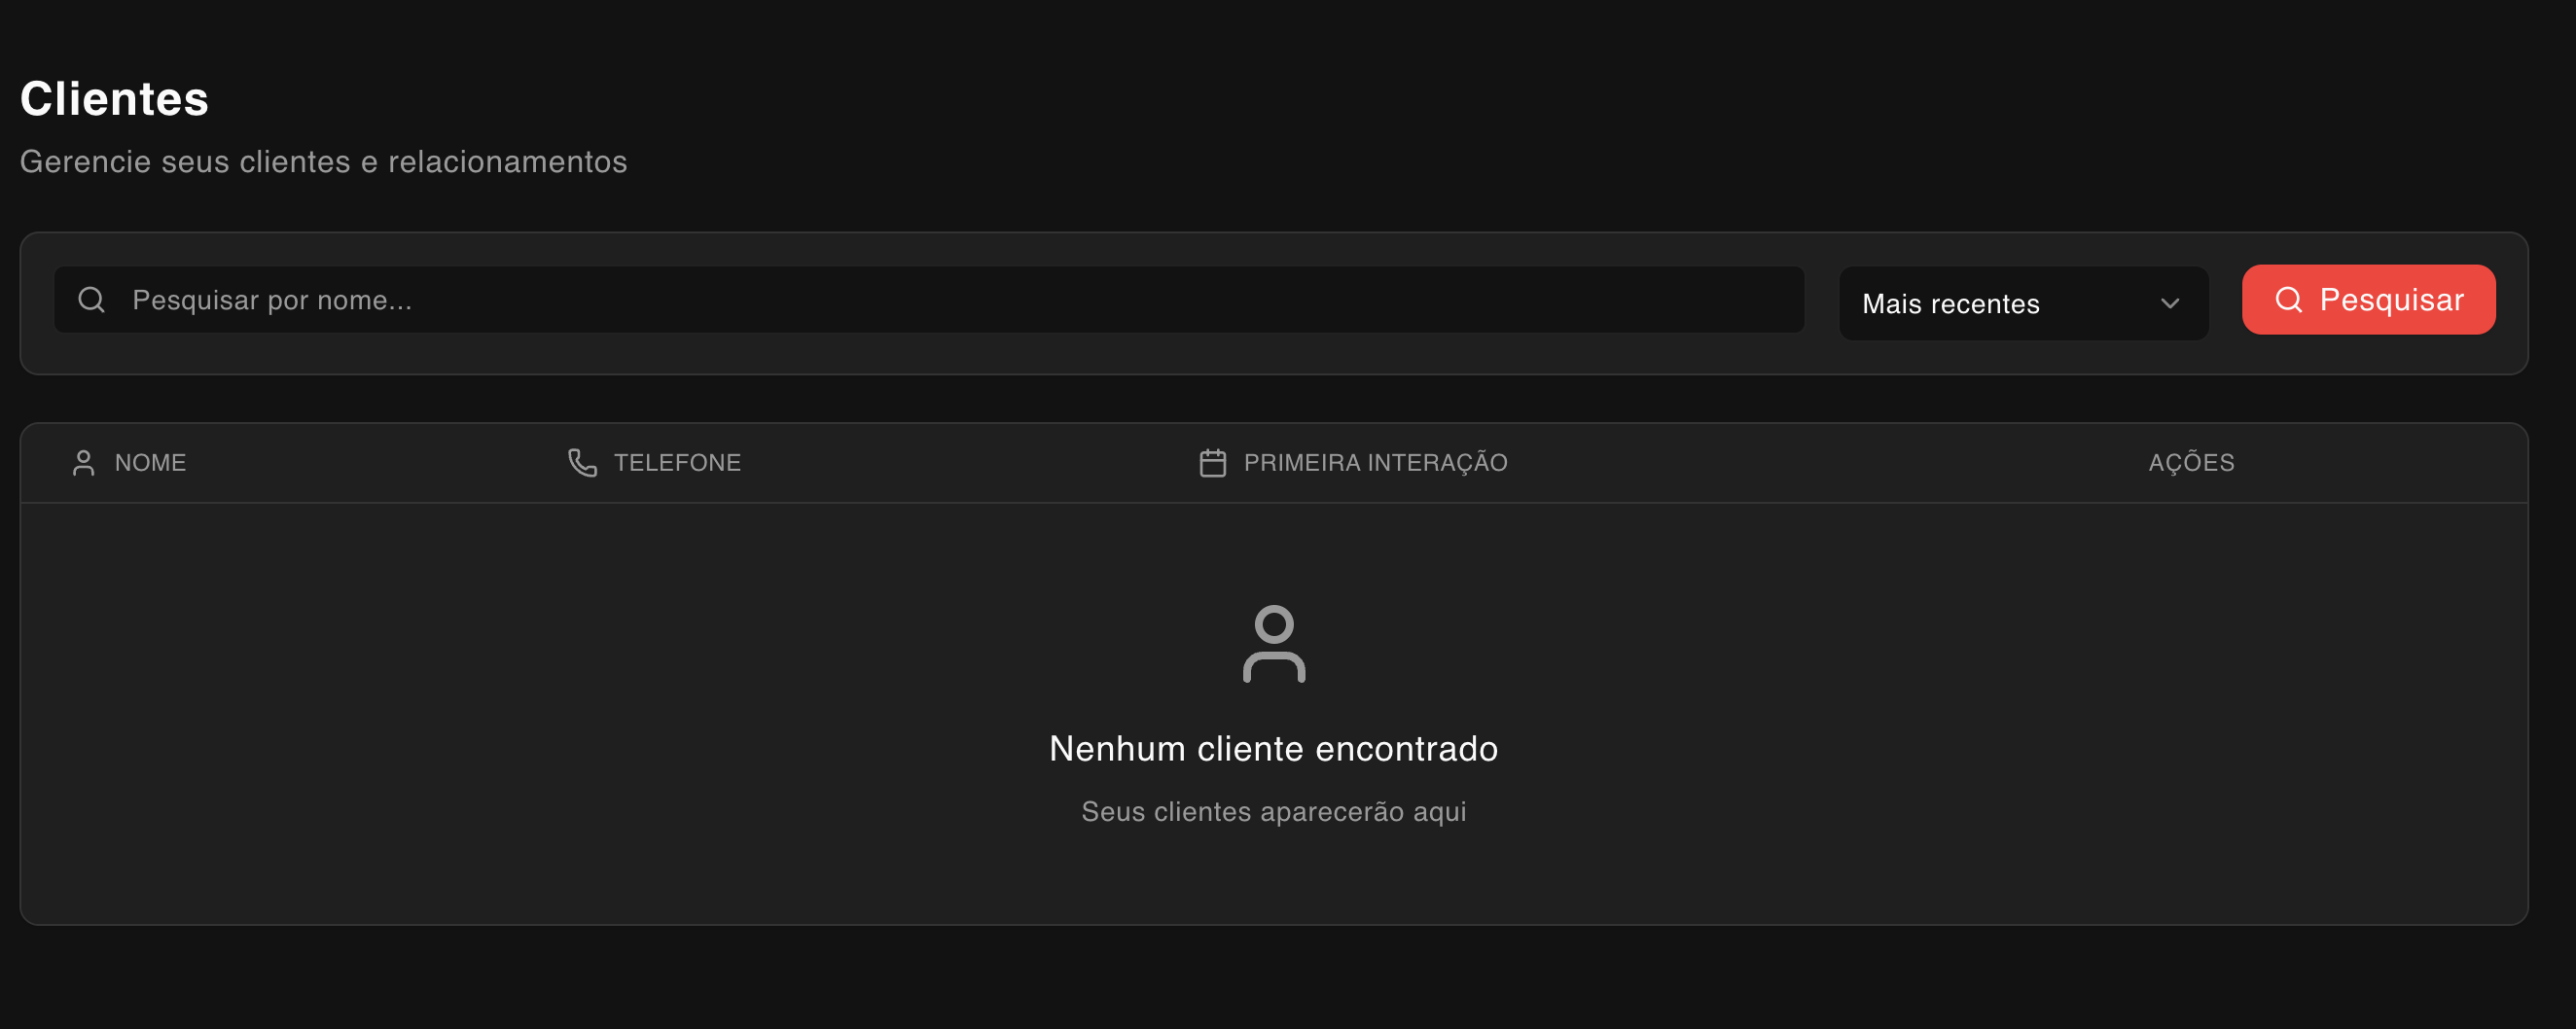 Clientes
Gerencie seus clientes e relacionamentos
Pesquisar por nome...
Mais recentes
Pesquisar
NOME
TELEFONE
PRIMEIRA INTERAÇÃO
AÇÕES
Nenhum cliente encontrado
Seus clientes aparecerão aqui